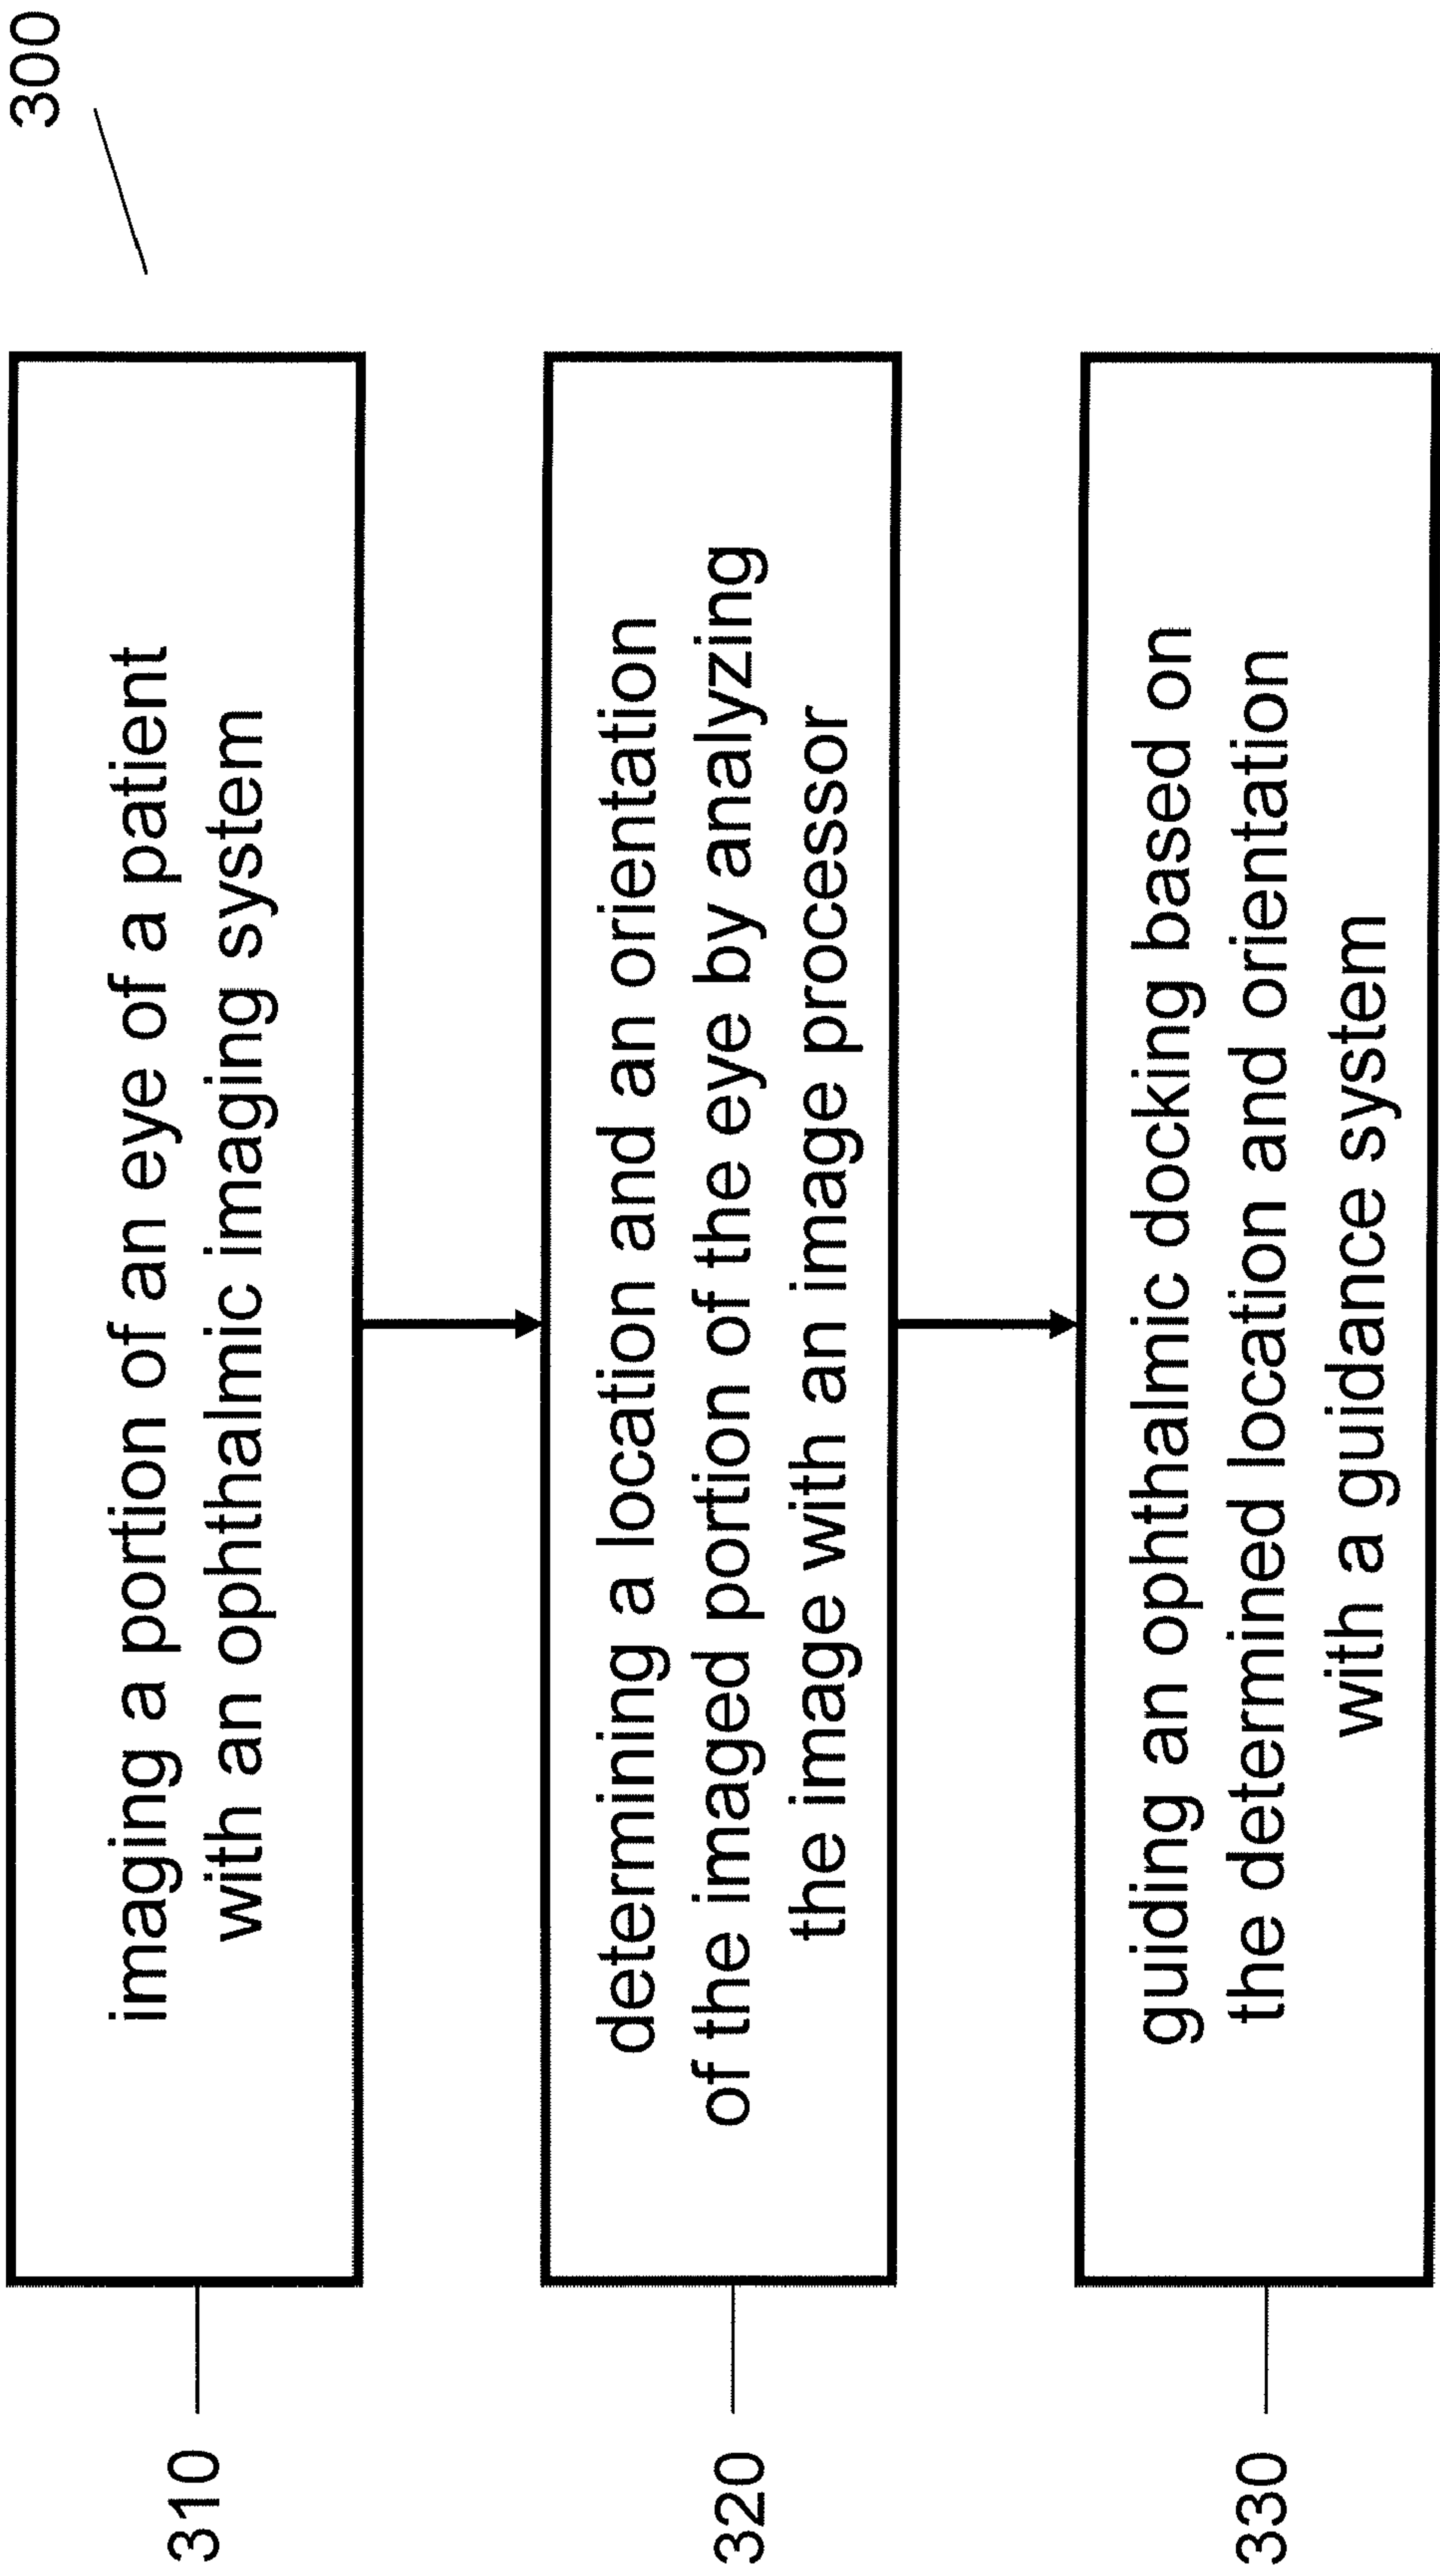 300
310
imaging a portion of an eye of a patient
with an ophthalmic imaging system
320
determining a location and an orientation
of the imaged portion of the eye by analyzing
the image with an image processor
330
guiding an ophthalmic docking based on
the determined location and orientation
with a guidance system